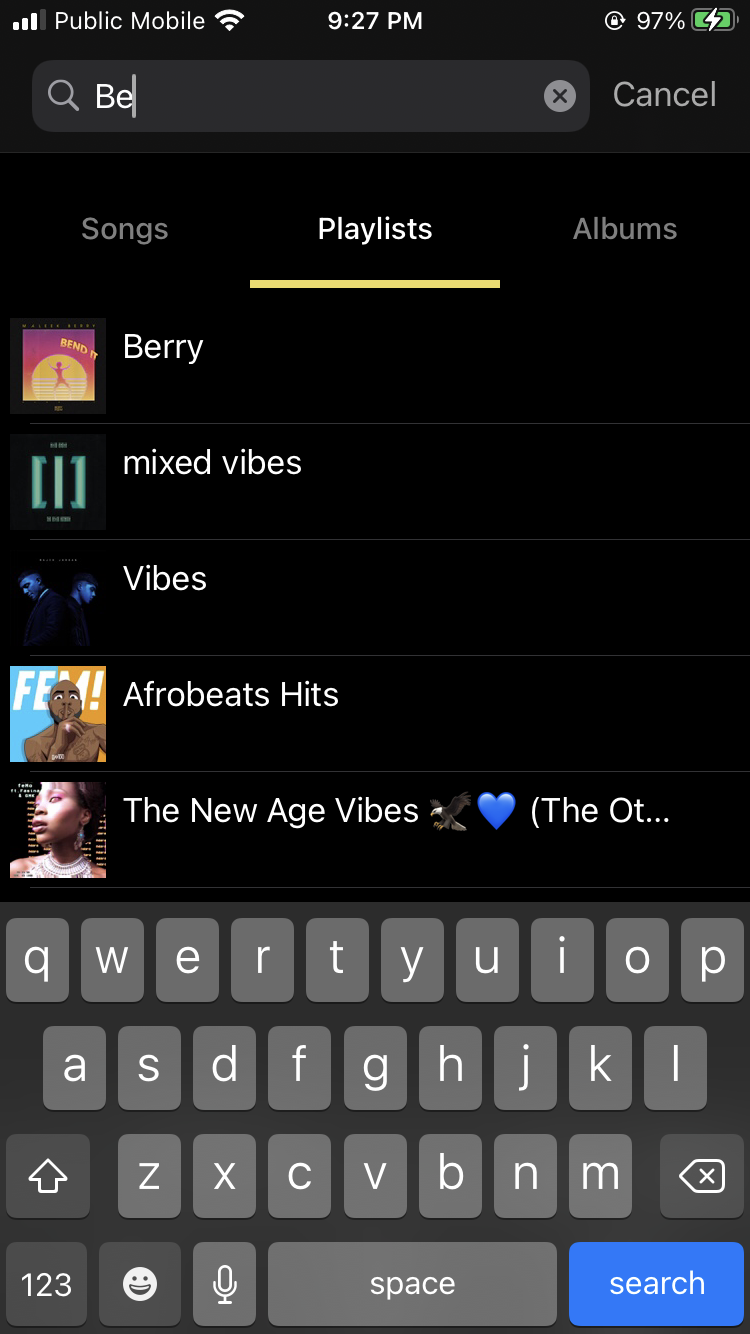 Public Mobile 9:27 PM 97%
Be Cancel
Songs Playlists Albums
MALEEK BERRY
BEND IT
Berry
mixed vibes
Vibes
FEM!
Afrobeats Hits
The New Age Vibes 🦅💙 (The Ot...
q w e r t y u i o p
a s d f g h j k l
z x c v b n m
123 space search